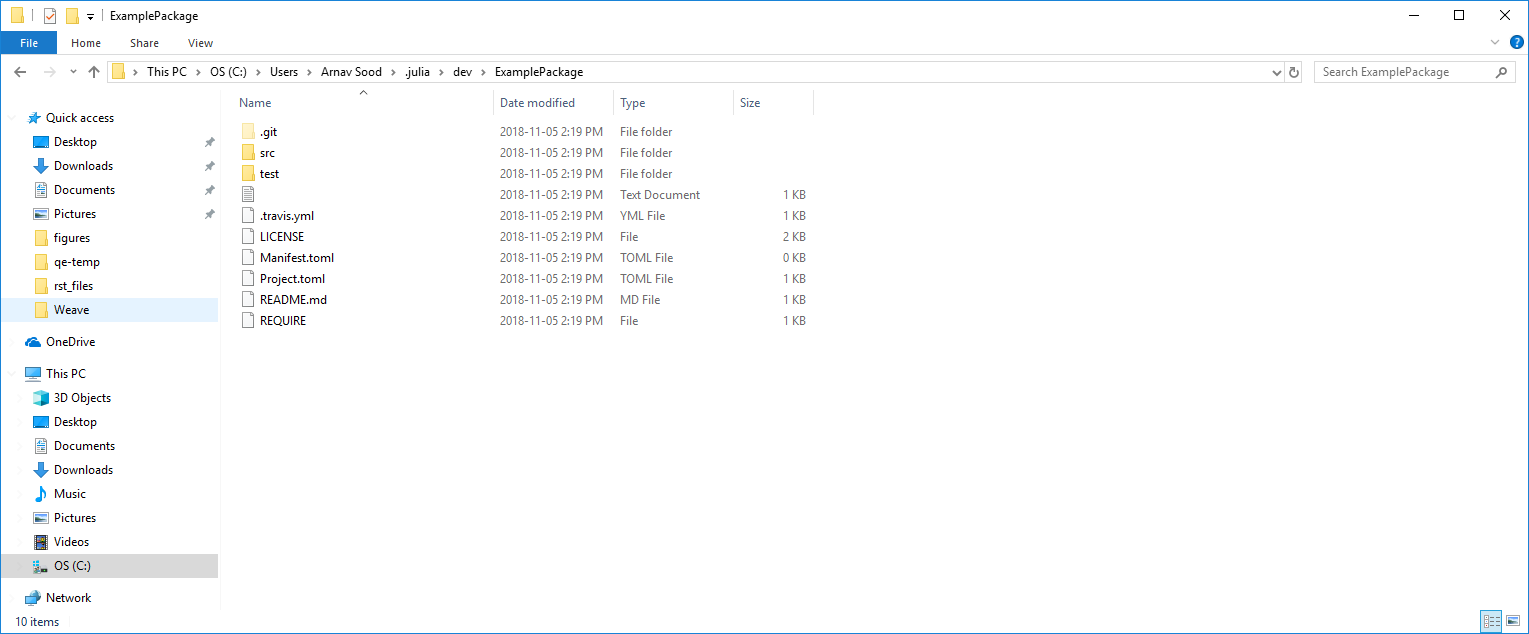 ExamplePackage
File Home Share View
This PC OS (C:) Users Arnav Sood .julia dev ExamplePackage Search ExamplePackage
Name Date modified Type Size
.git 2018-11-05 2:19 PM File folder
src 2018-11-05 2:19 PM File folder
test 2018-11-05 2:19 PM File folder
2018-11-05 2:19 PM Text Document 1 KB
.travis.yml 2018-11-05 2:19 PM YML File 1 KB
LICENSE 2018-11-05 2:19 PM File 2 KB
Manifest.toml 2018-11-05 2:19 PM TOML File 0 KB
Project.toml 2018-11-05 2:19 PM TOML File 1 KB
README.md 2018-11-05 2:19 PM MD File 1 KB
REQUIRE 2018-11-05 2:19 PM File 1 KB
Quick access
Desktop
Downloads
Documents
Pictures
figures
qe-temp
rst_files
Weave
OneDrive
This PC
3D Objects
Desktop
Documents
Downloads
Music
Pictures
Videos
OS (C:)
Network
10 items